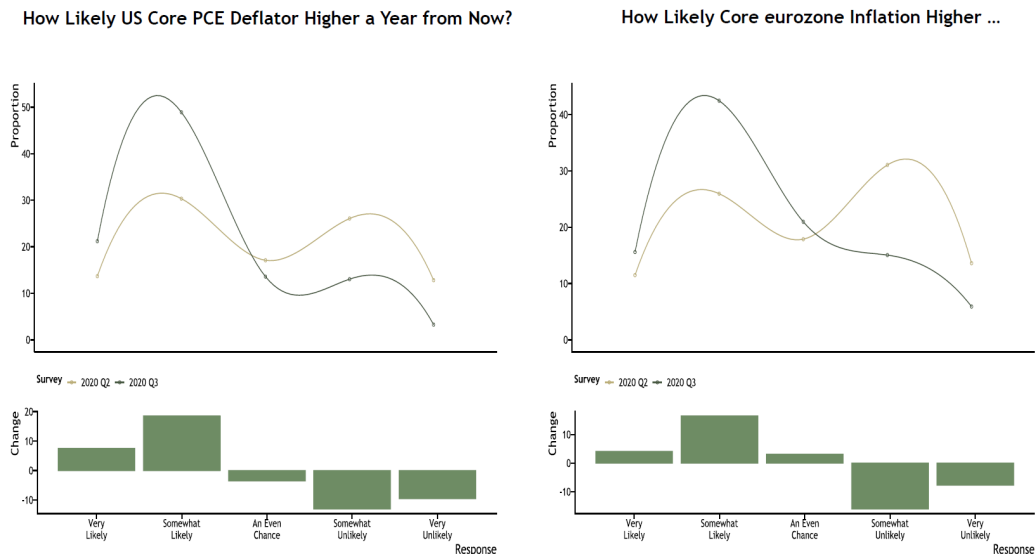 How Likely US Core PCE Deflator Higher a Year from Now?
Proportion
50
40
30
20
10
0
Survey 2020 Q2 2020 Q3
Change
20
10
0
-10
Very Likely
Somewhat Likely
An Even Chance
Somewhat Unlikely
Very Unlikely
Response
How Likely Core eurozone Inflation Higher ...
Proportion
40
30
20
10
0
Survey 2020 Q2 2020 Q3
Change
10
0
-10
Very Likely
Somewhat Likely
An Even Chance
Somewhat Unlikely
Very Unlikely
Response